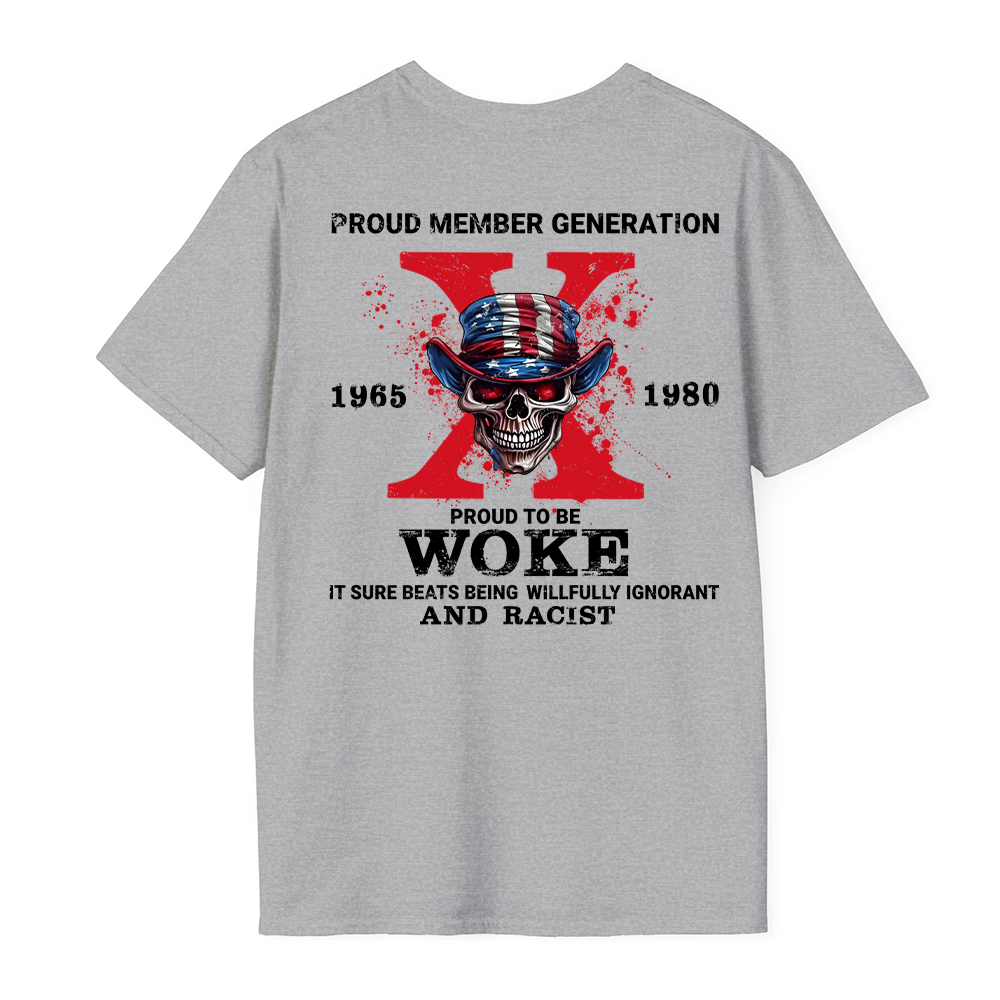 PROUD MEMBER GENERATION
X
1965 1980
PROUD TO BE
WOKE
IT SURE BEATS BEING WILLFULLY IGNORANT
AND RACIST